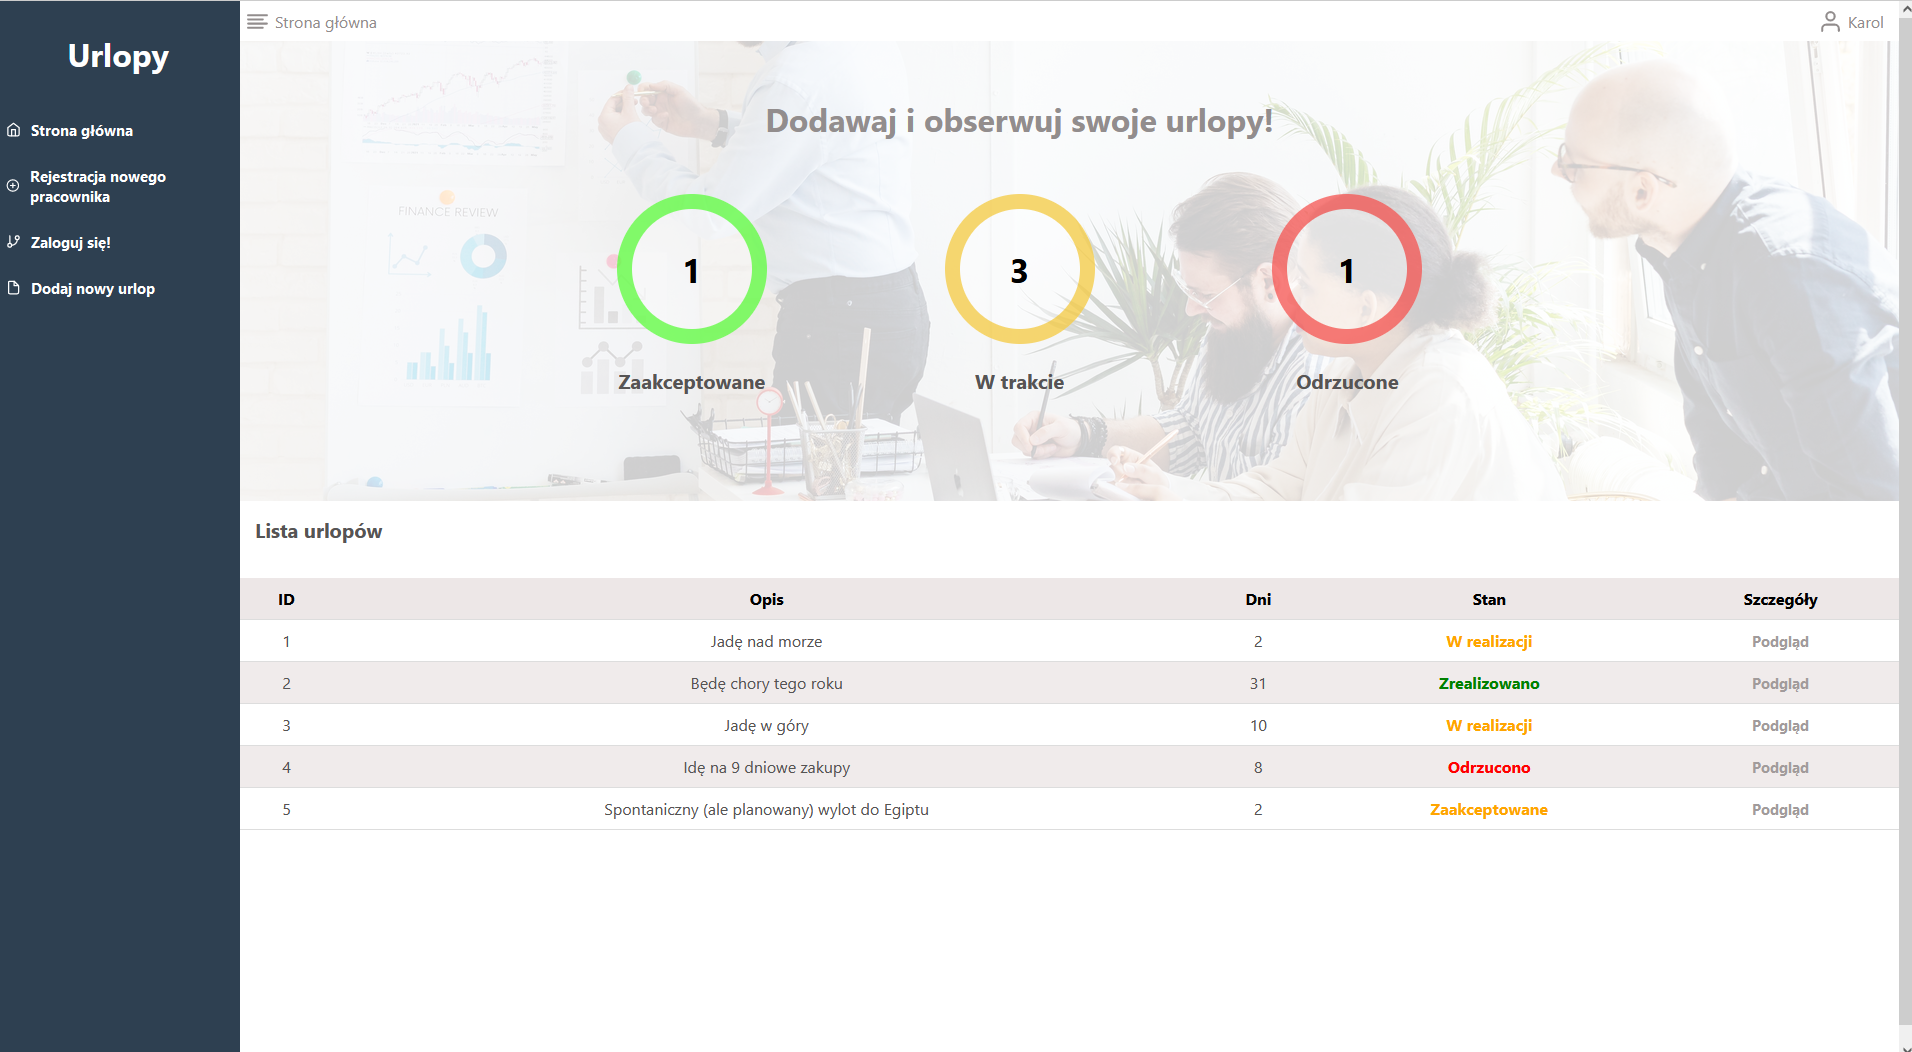 Urlopy
Strona główna
Rejestracja nowego
pracownika
Zaloguj się!
Dodaj nowy urlop
Strona główna
Karol
Dodawaj i obserwuj swoje urlopy!
FINANCE REVIEW
1
3
1
Zaakceptowane
W trakcie
Odrzucone
Lista urlopów
ID Opis Dni Stan Szczegóły
1 Jadę nad morze 2 W realizacji Podgląd
2 Będę chory tego roku 31 Zrealizowano Podgląd
3 Jadę w góry 10 W realizacji Podgląd
4 Idę na 9 dniowe zakupy 8 Odrzucono Podgląd
5 Spontaniczny (ale planowany) wylot do Egiptu 2 Zaakceptowane Podgląd